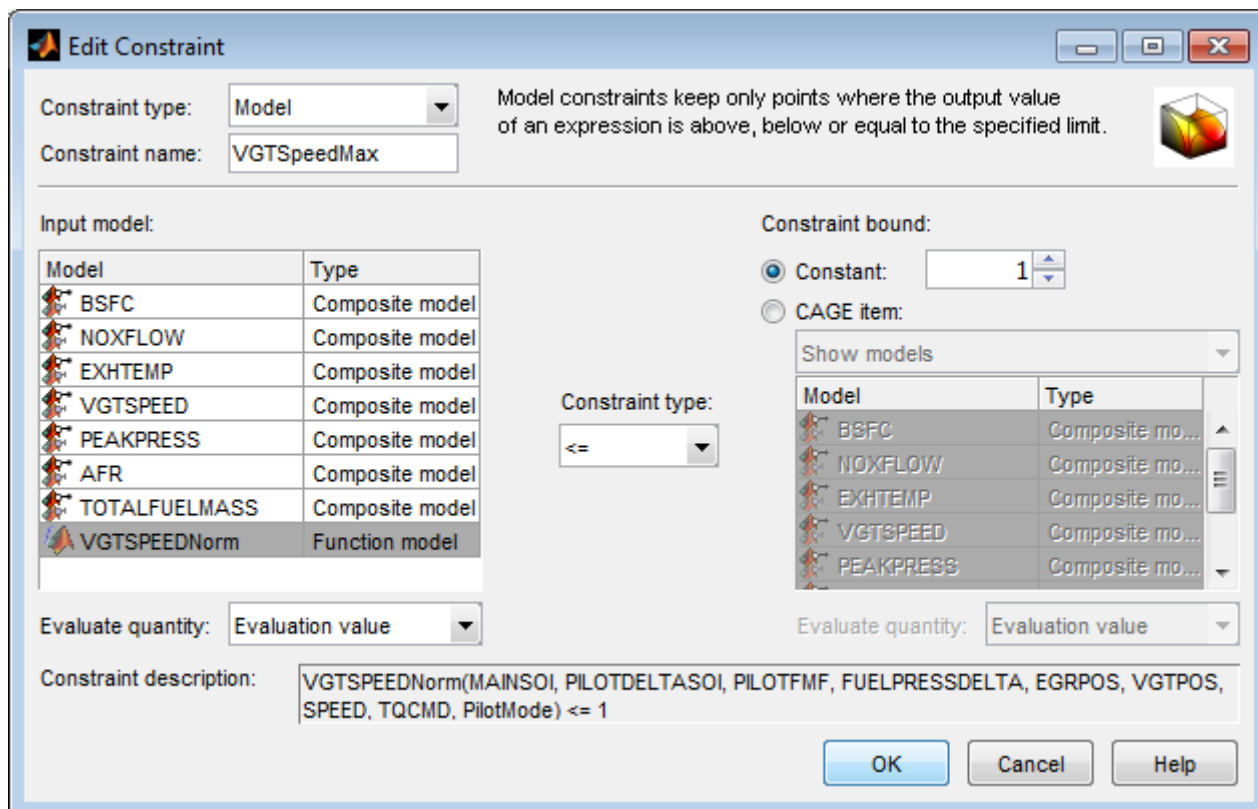 Edit Constraint
Constraint type: Model
Model constraints keep only points where the output value
of an expression is above, below or equal to the specified limit.
Constraint name: VGTSpeedMax
Input model:
Model Type
BSFC Composite model
NOXFLOW Composite model
EXHTEMP Composite model
VGTSPEED Composite model
PEAKPRESS Composite model
AFR Composite model
TOTALFUELMASS Composite model
VGTSPEEDNorm Function model
Evaluate quantity: Evaluation value
Constraint type:
<=
Constraint bound:
Constant: 1
CAGE item:
Show models
Model Type
BSFC Composite mo...
NOXFLOW Composite mo...
EXHTEMP Composite mo...
VGTSPEED Composite mo...
PEAKPRESS Composite mo...
Evaluate quantity: Evaluation value
Constraint description: VGTSPEEDNorm(MAINSOI, PILOTDELTASOI, PILOTFMF, FUELPRESSDELTA, EGRPOS, VGTPOS,
SPEED, TQCMD, PilotMode) <= 1
OK Cancel Help